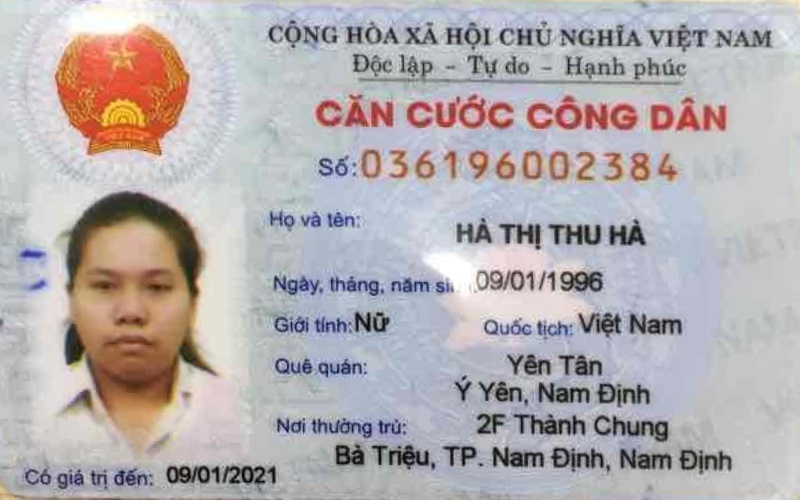 CỘNG HÒA XÃ HỘI CHỦ NGHĨA VIỆT NAM
Độc lập - Tự do - Hạnh phúc
CĂN CƯỚC CÔNG DÂN
Số: 036196002384
Họ và tên:
HÀ THỊ THU HÀ
Ngày, tháng, năm si 09/01/1996
Giới tính: Nữ Quốc tịch: Việt Nam
Quê quán: Yên Tân
Ý Yên, Nam Định
Nơi thường trú: 2F Thành Chung
Bà Triệu, TP. Nam Định, Nam Định
Có giá trị đến: 09/01/2021